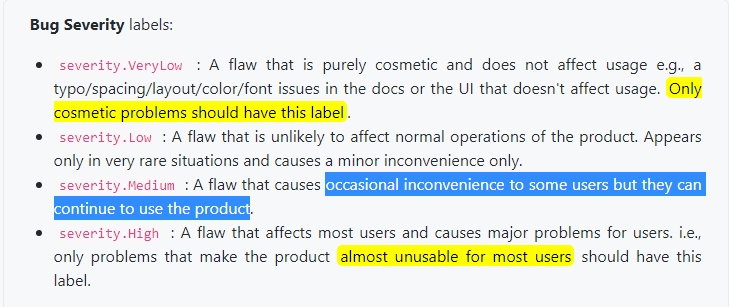 Bug Severity labels:
• severity.VeryLow : A flaw that is purely cosmetic and does not affect usage e.g., a
typo/spacing/layout/color/font issues in the docs or the UI that doesn't affect usage. Only
cosmetic problems should have this label.
• severity.Low : A flaw that is unlikely to affect normal operations of the product. Appears
only in very rare situations and causes a minor inconvenience only.
• severity.Medium : A flaw that causes occasional inconvenience to some users but they can
continue to use the product.
• severity.High : A flaw that affects most users and causes major problems for users. i.e.,
only problems that make the product almost unusable for most users should have this
label.